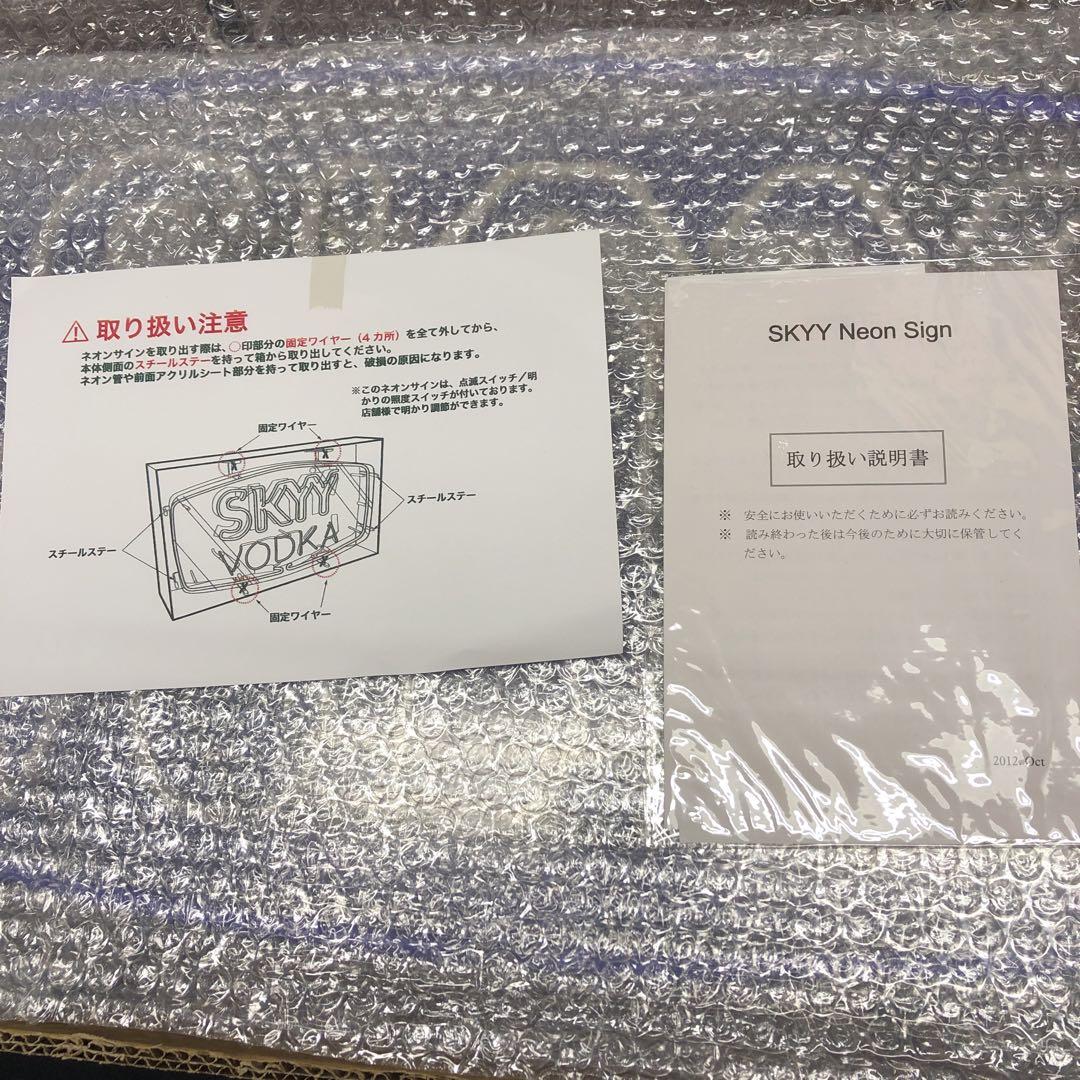 取り扱い注意
ネオンサインを取り出す際は、〇印部分の固定ワイヤー（4カ所）を全て外してから、
本体側面のスチールステーを持って箱から取り出してください。
ネオン管や前面アクリルシート部分を持って取り出すと、破損の原因になります。
※このネオンサインは、点滅スイッチ／明
かりの照度スイッチが付いております。
店舗様で明かり調節ができます。
固定ワイヤー
スチールステー
SKYY
VODKA
スチールステー
固定ワイヤー
SKYY Neon Sign
取り扱い説明書
※ 安全にお使いいただくために必ずお読みください。
※ 読み終わった後は今後のために大切に保管してく
ださい。
2012. Oct